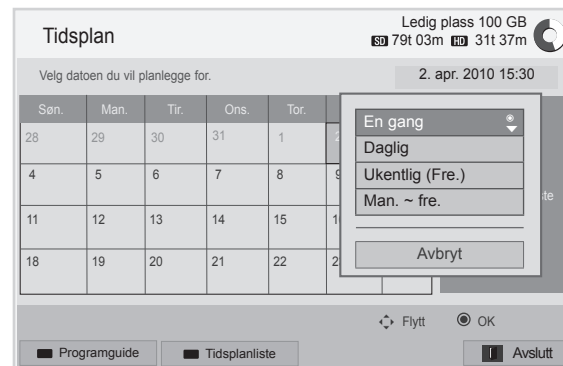 Tidsplan
Ledig plass 100 GB
SD 79t 03m HD 31t 37m
Velg datoen du vil planlegge for.
2. apr. 2010 15:30
Søn. Man. Tir. Ons. Tor.
28 29 30 31 1
4 5 6 7 8 9
11 12 13 14 15
18 19 20 21 22
En gang
Daglig
Ukentlig (Fre.)
Man. ~ fre.
Avbryt
Flytt OK
Programguide Tidsplanliste Avslutt